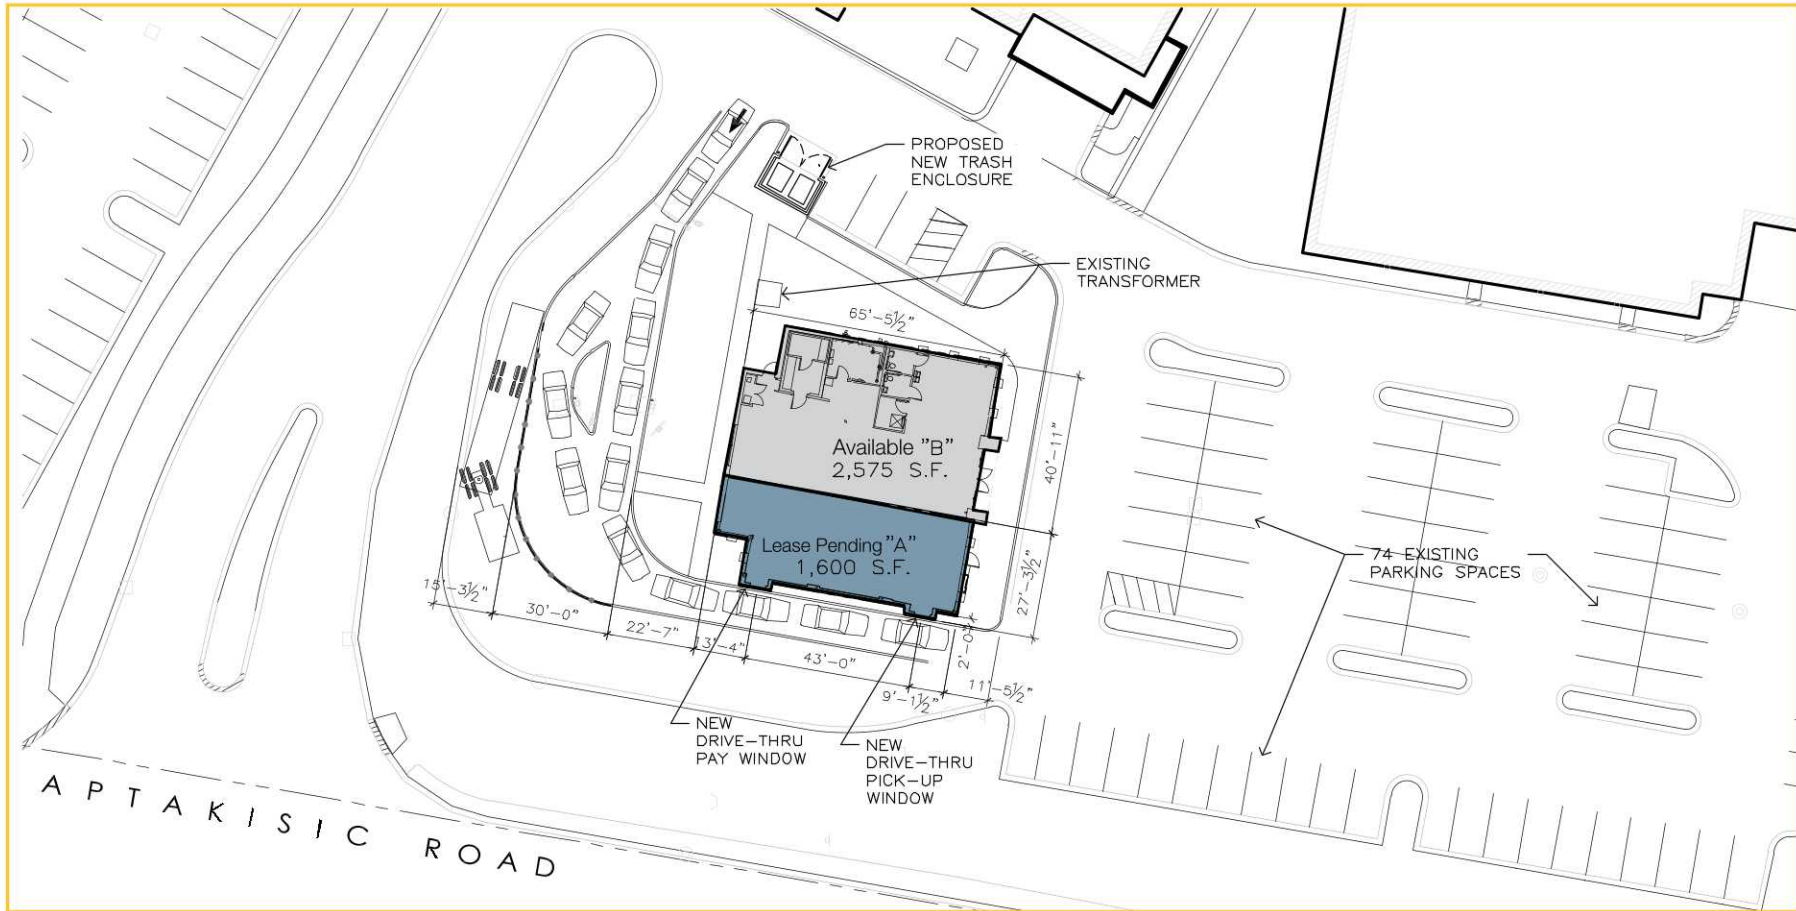 PROPOSED
NEW TRASH
ENCLOSURE
EXISTING
TRANSFORMER
65'-5½"
Available "B"
2,575 S.F.
40'-11"
Lease Pending "A"
1,600 S.F.
27'-3½"
74 EXISTING
PARKING SPACES
15'-3½"
30'-0"
22'-7"
13'-4"
43'-0"
2'-0"
9'-1½"
11'-5½"
NEW
DRIVE-THRU
PAY WINDOW
NEW
DRIVE-THRU
PICK-UP
WINDOW
APTAKISIC ROAD